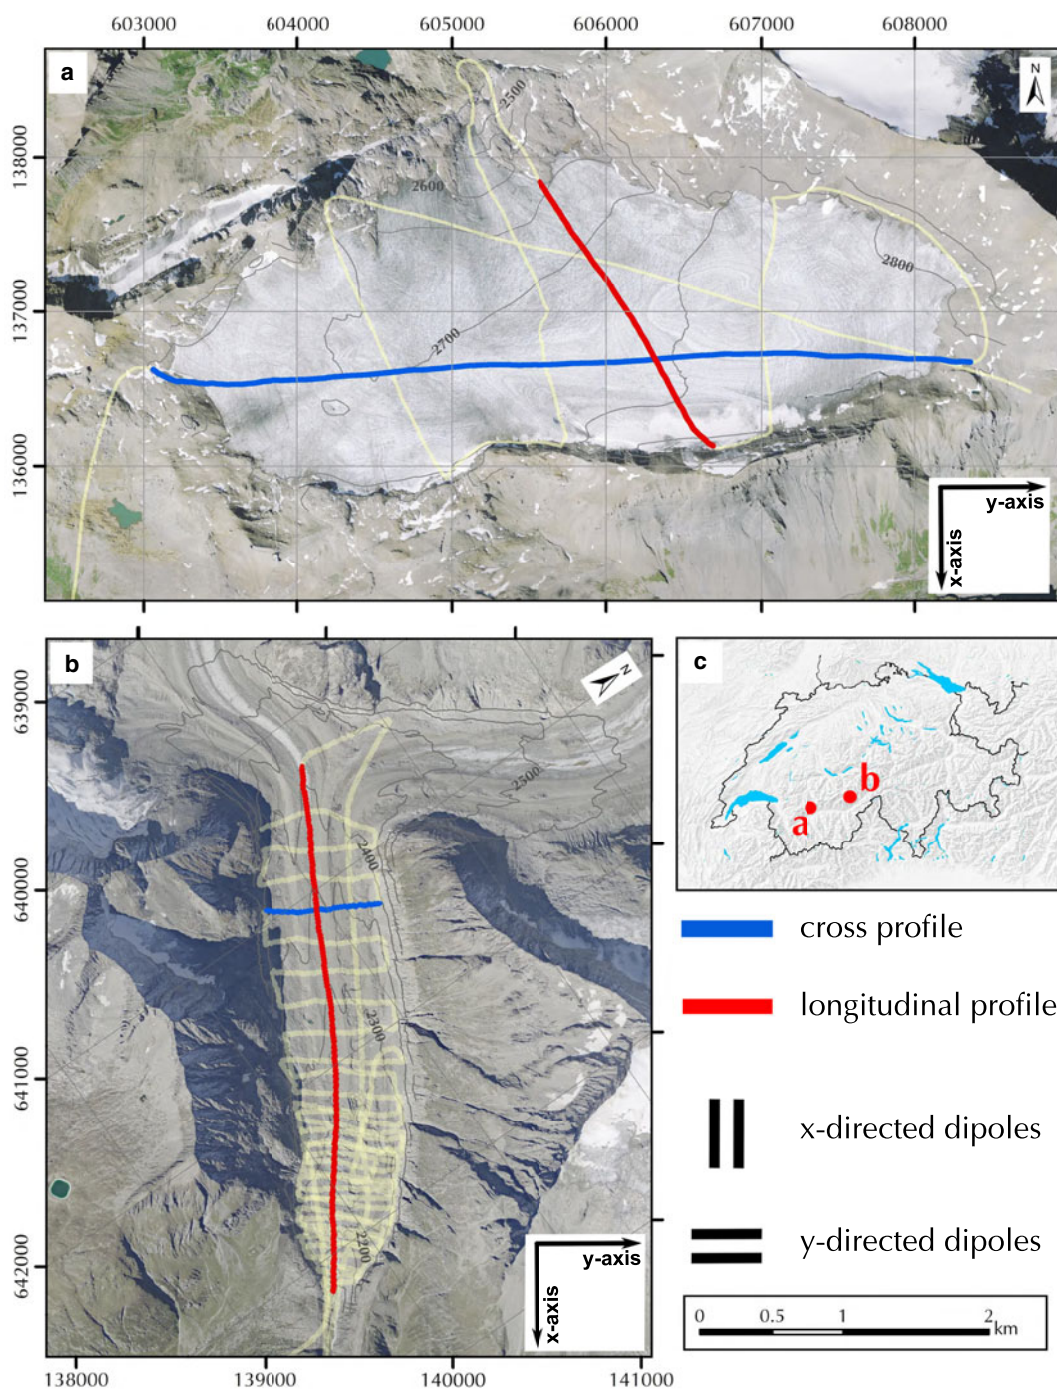 603000 604000 605000 606000 607000 608000
a
N
2500
138000
2600
2800
137000
2700
136000
y-axis
x-axis
b
N
c
639000
2500
b
a
2400
640000
cross profile
longitudinal profile
2300
641000
x-directed dipoles
y-directed dipoles
2200
y-axis
x-axis
642000
0 0.5 1 2
km
138000 139000 140000 141000